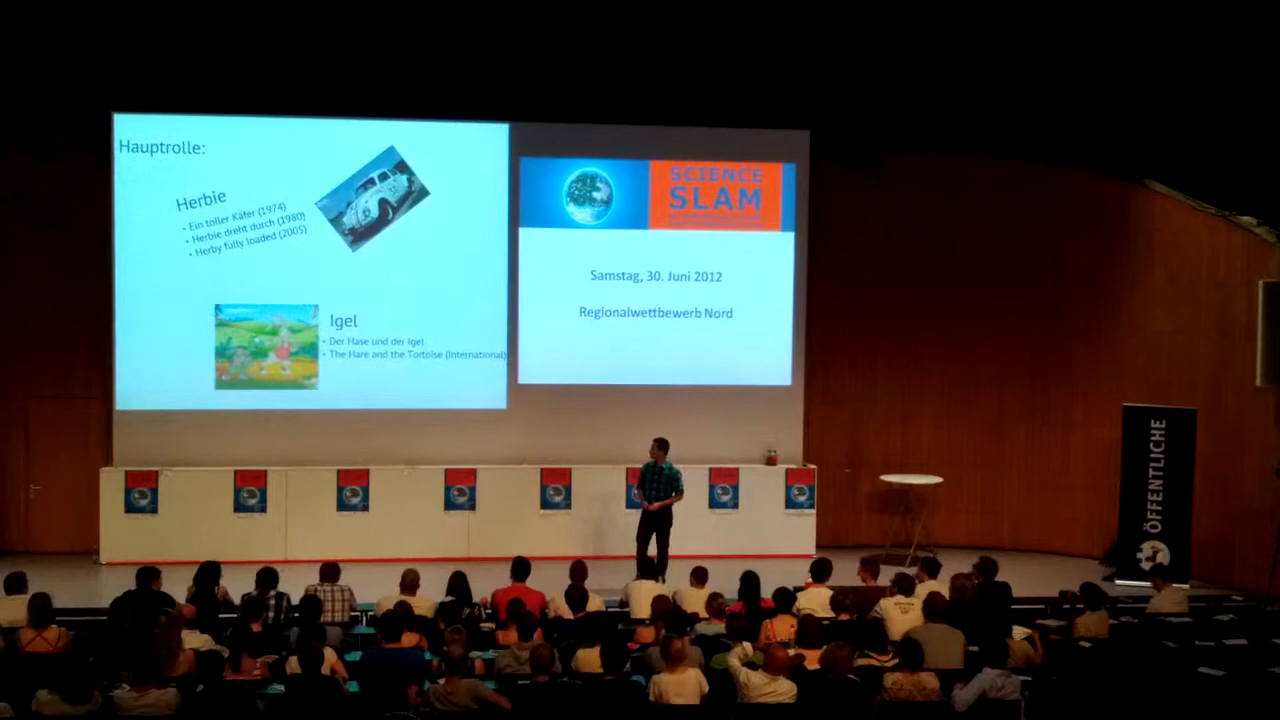 Hauptrolle:
Herbie
• Ein toller Käfer (1974)
• Herbie dreht durch (1980)
• Herby fully loaded (2005)
Igel
• Der Hase und der Igel
• The Hare and the Tortoise (International)
SCIENCE
SLAM
Samstag, 30. Juni 2012
Regionalwettbewerb Nord
ÖFFENTLICHE